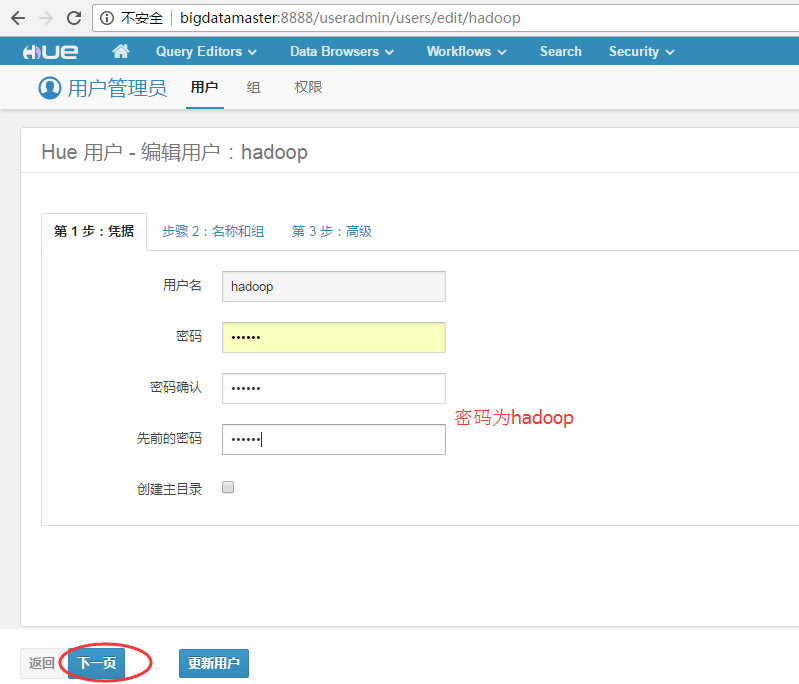 不安全 bigdatamaster:8888/useradmin/users/edit/hadoop
HUE Query Editors Data Browsers Workflows Search Security
用户管理员 用户 组 权限
Hue 用户 - 编辑用户：hadoop
第 1 步：凭据 步骤 2：名称和组 第 3 步：高级
用户名 hadoop
密码 ••••••
密码确认 ••••••
密码为hadoop
先前的密码 ••••••
创建主目录
返回 下一页 更新用户